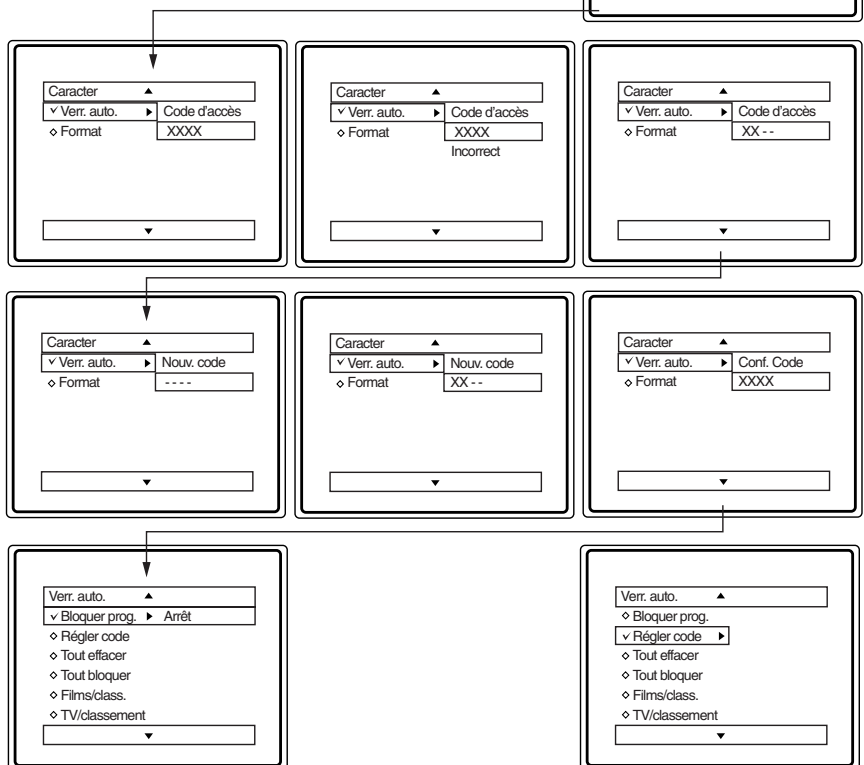 Caracter
Verr. auto. Code d'accès
Format XXXX
Caracter
Verr. auto. Code d'accès
Format XXXX
Incorrect
Caracter
Verr. auto. Code d'accès
Format XX - -
Caracter
Verr. auto. Nouv. code
Format - - - -
Caracter
Verr. auto. Nouv. code
Format XX - -
Caracter
Verr. auto. Conf. Code
Format XXXX
Verr. auto.
Bloquer prog. Arrêt
Régler code
Tout effacer
Tout bloquer
Films/class.
TV/classement
Verr. auto.
Bloquer prog.
Régler code
Tout effacer
Tout bloquer
Films/class.
TV/classement